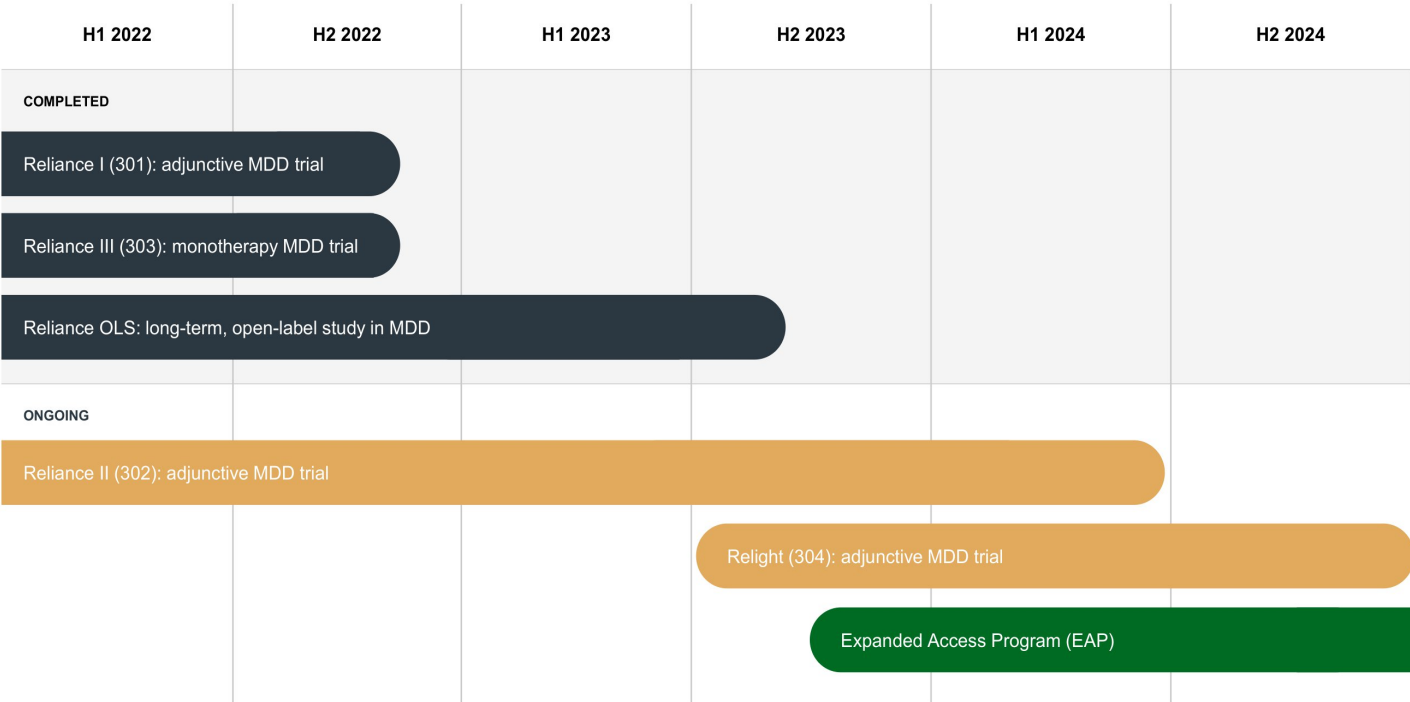 H1 2022
H2 2022
H1 2023
H2 2023
H1 2024
H2 2024
COMPLETED
Reliance I (301): adjunctive MDD trial
Reliance III (303): monotherapy MDD trial
Reliance OLS: long-term, open-label study in MDD
ONGOING
Reliance II (302): adjunctive MDD trial
Relight (304): adjunctive MDD trial
Expanded Access Program (EAP)